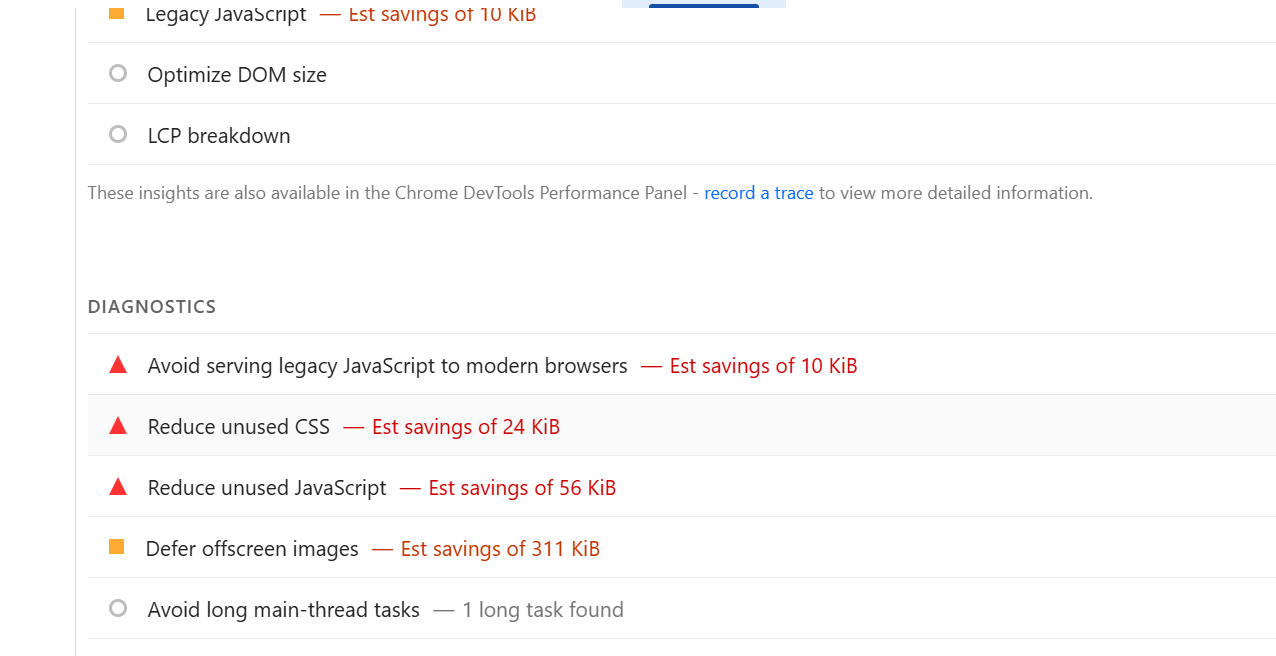 Legacy JavaScript — Est savings of 10 KiB
Optimize DOM size
LCP breakdown
These insights are also available in the Chrome DevTools Performance Panel - record a trace to view more detailed information.
DIAGNOSTICS
Avoid serving legacy JavaScript to modern browsers — Est savings of 10 KiB
Reduce unused CSS — Est savings of 24 KiB
Reduce unused JavaScript — Est savings of 56 KiB
Defer offscreen images — Est savings of 311 KiB
Avoid long main-thread tasks — 1 long task found